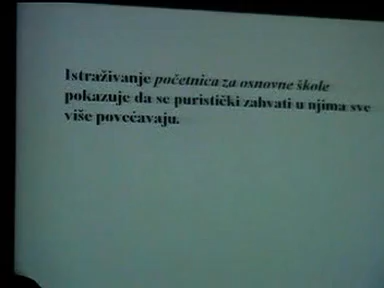 Istraživanje početnica za osnovne škole
pokazuje da se puristički zahvati u njima sve
više povećavaju.